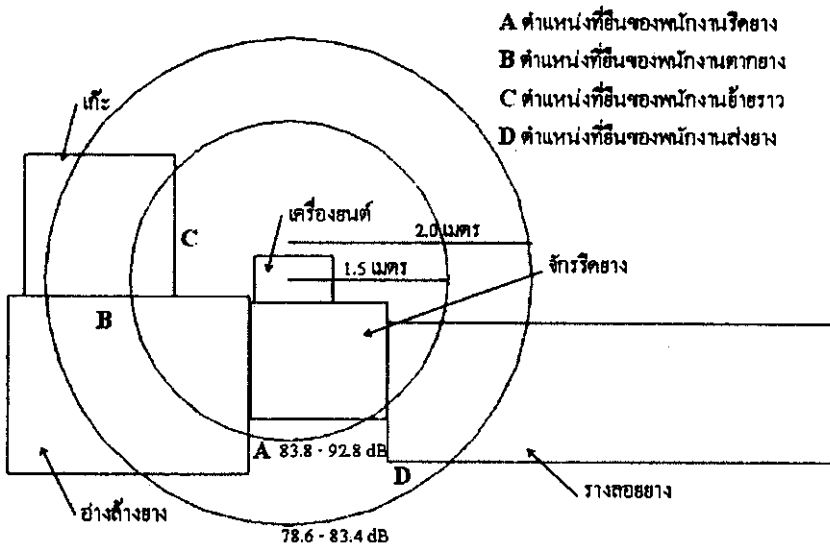 A ตำแหน่งที่ยืนของพนักงานรีดยาง
B ตำแหน่งที่ยืนของพนักงานตากยาง
C ตำแหน่งที่ยืนของพนักงานย้ายราว
D ตำแหน่งที่ยืนของพนักงานส่งยาง
เก๊ะ
เครื่องยนต์
C
2.0 เมตร
1.5 เมตร
จักรรีดยาง
B
A 83.8 - 92.8 dB
D
อ่างล้างยาง
รางลอยยาง
78.6 - 83.4 dB